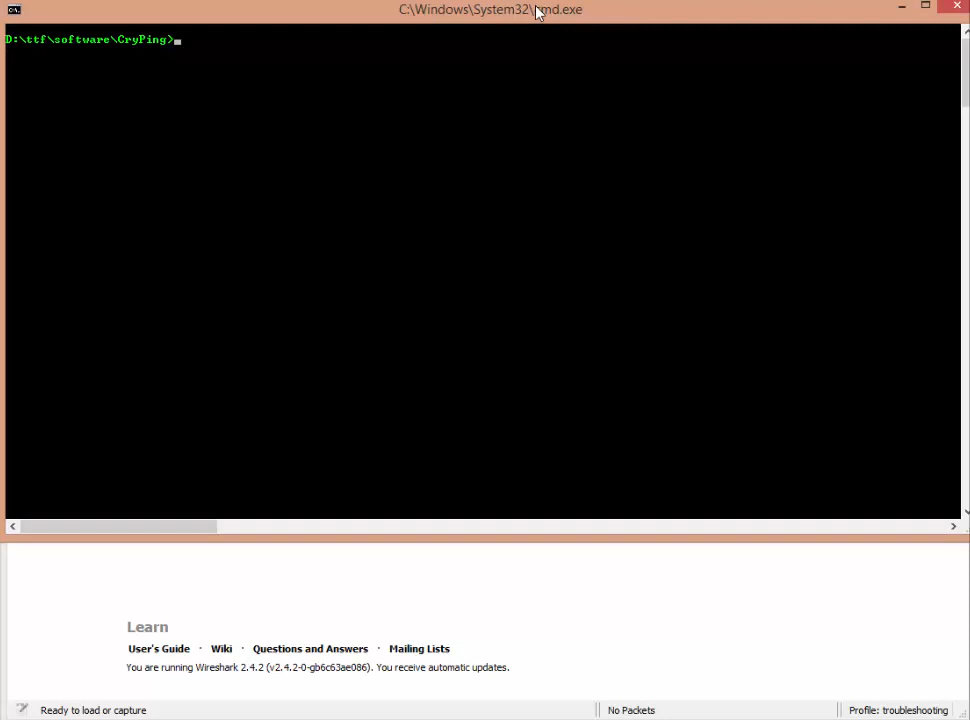 C:\Windows\System32\cmd.exe
D:\ttf\software\CryPing>
Learn
User's Guide · Wiki · Questions and Answers · Mailing Lists
You are running Wireshark 2.4.2 (v2.4.2-0-gb6c63ae086). You receive automatic updates.
Ready to load or capture
No Packets
Profile: troubleshooting